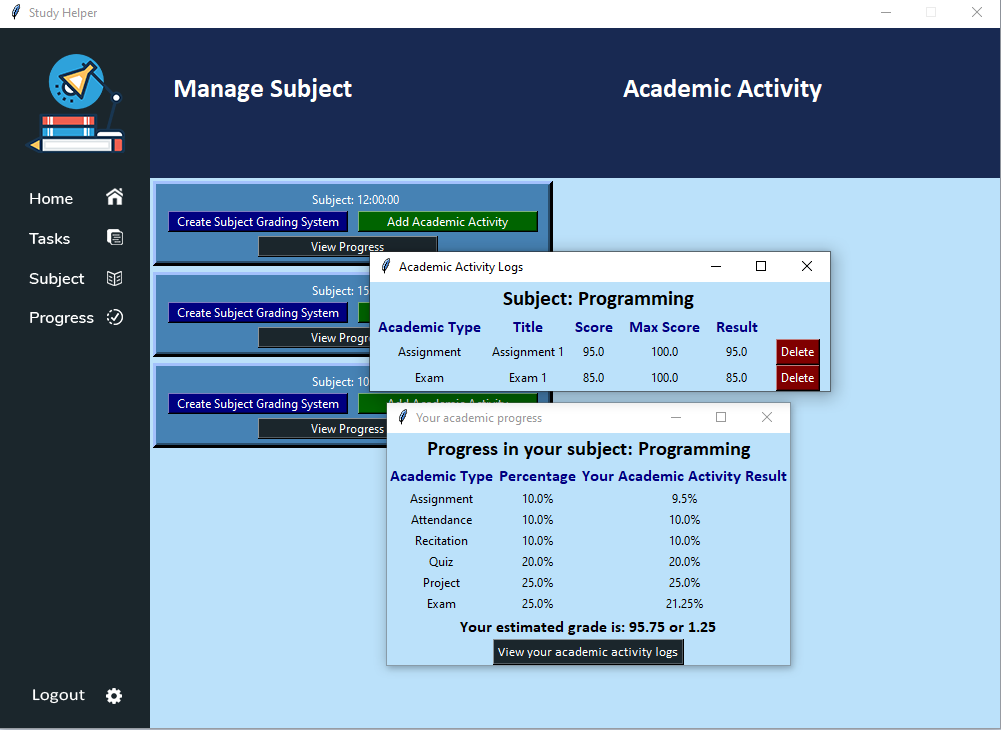 Study Helper
Manage Subject
Academic Activity
Home
Tasks
Subject
Progress
Logout
Subject: 12:00:00
Create Subject Grading System
Add Academic Activity
View Progress
Subject: 15
Create Subject Grading System
View Progr
Subject: 10
Create Subject Grading System
Add Academic Activity
View Progress
Academic Activity Logs
Subject: Programming
Academic Type Title Score Max Score Result
Assignment Assignment 1 95.0 100.0 95.0 Delete
Exam Exam 1 85.0 100.0 85.0 Delete
Your academic progress
Progress in your subject: Programming
Academic Type Percentage Your Academic Activity Result
Assignment 10.0% 9.5%
Attendance 10.0% 10.0%
Recitation 10.0% 10.0%
Quiz 20.0% 20.0%
Project 25.0% 25.0%
Exam 25.0% 21.25%
Your estimated grade is: 95.75 or 1.25
View your academic activity logs